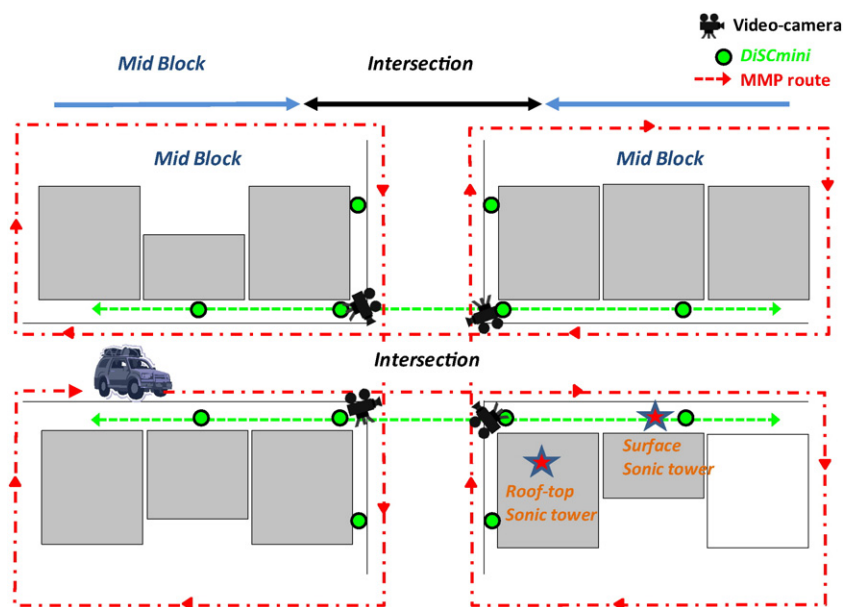 Video-camera
DiSCmini
MMP route
Mid Block
Intersection
Mid Block
Mid Block
Intersection
Surface
Sonic tower
Roof-top
Sonic tower